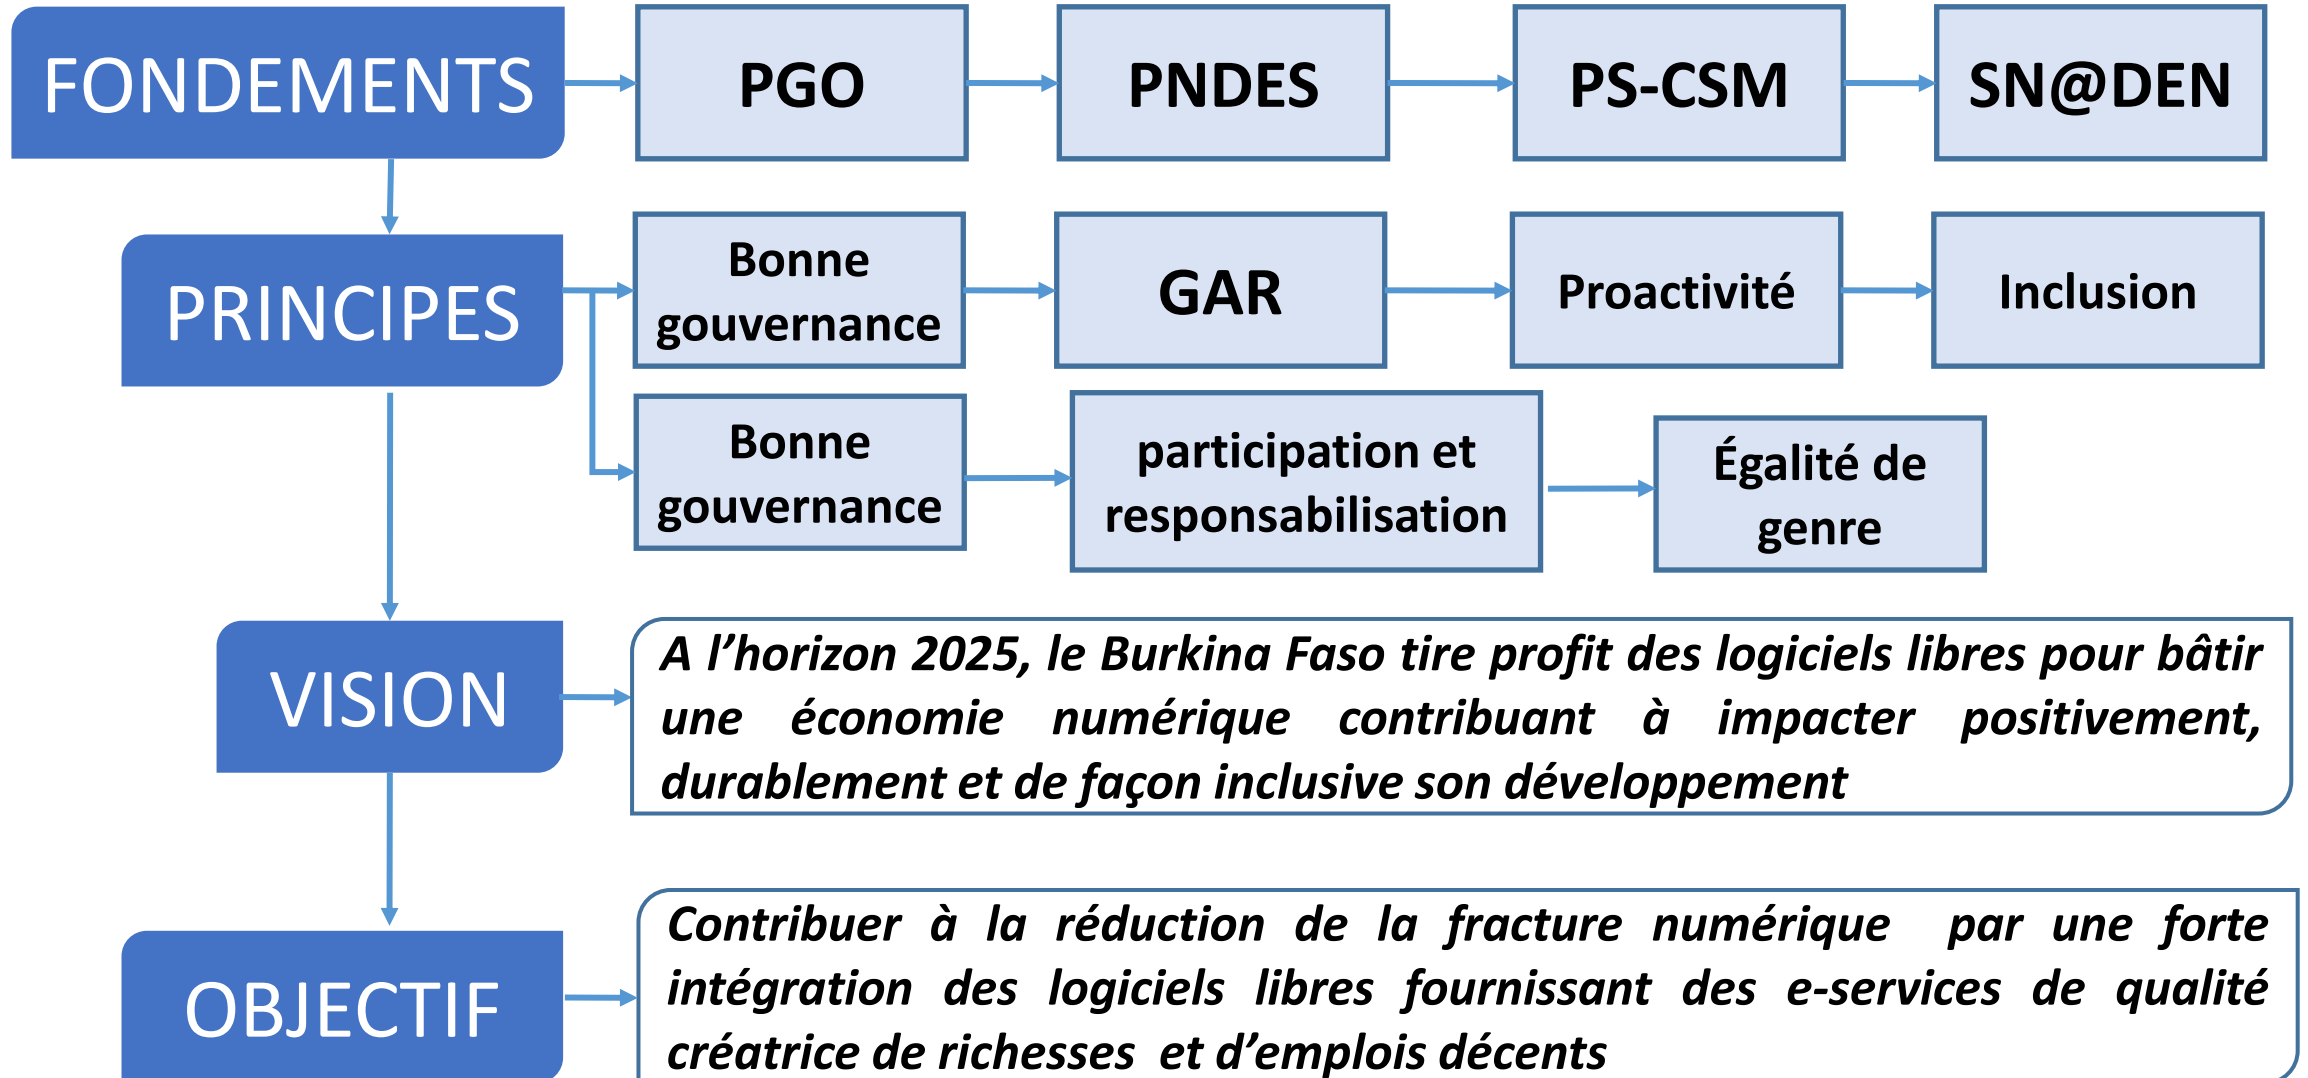 FONDEMENTS
PGO
PNDES
PS-CSM
SN@DEN
PRINCIPES
Bonne
gouvernance
GAR
Proactivité
Inclusion
Bonne
gouvernance
participation et
responsabilisation
Égalité de
genre
VISION
A l’horizon 2025, le Burkina Faso tire profit des logiciels libres pour bâtir
une économie numérique contribuant à impacter positivement,
durablement et de façon inclusive son développement
OBJECTIF
Contribuer à la réduction de la fracture numérique par une forte
intégration des logiciels libres fournissant des e-services de qualité
créatrice de richesses et d’emplois décents